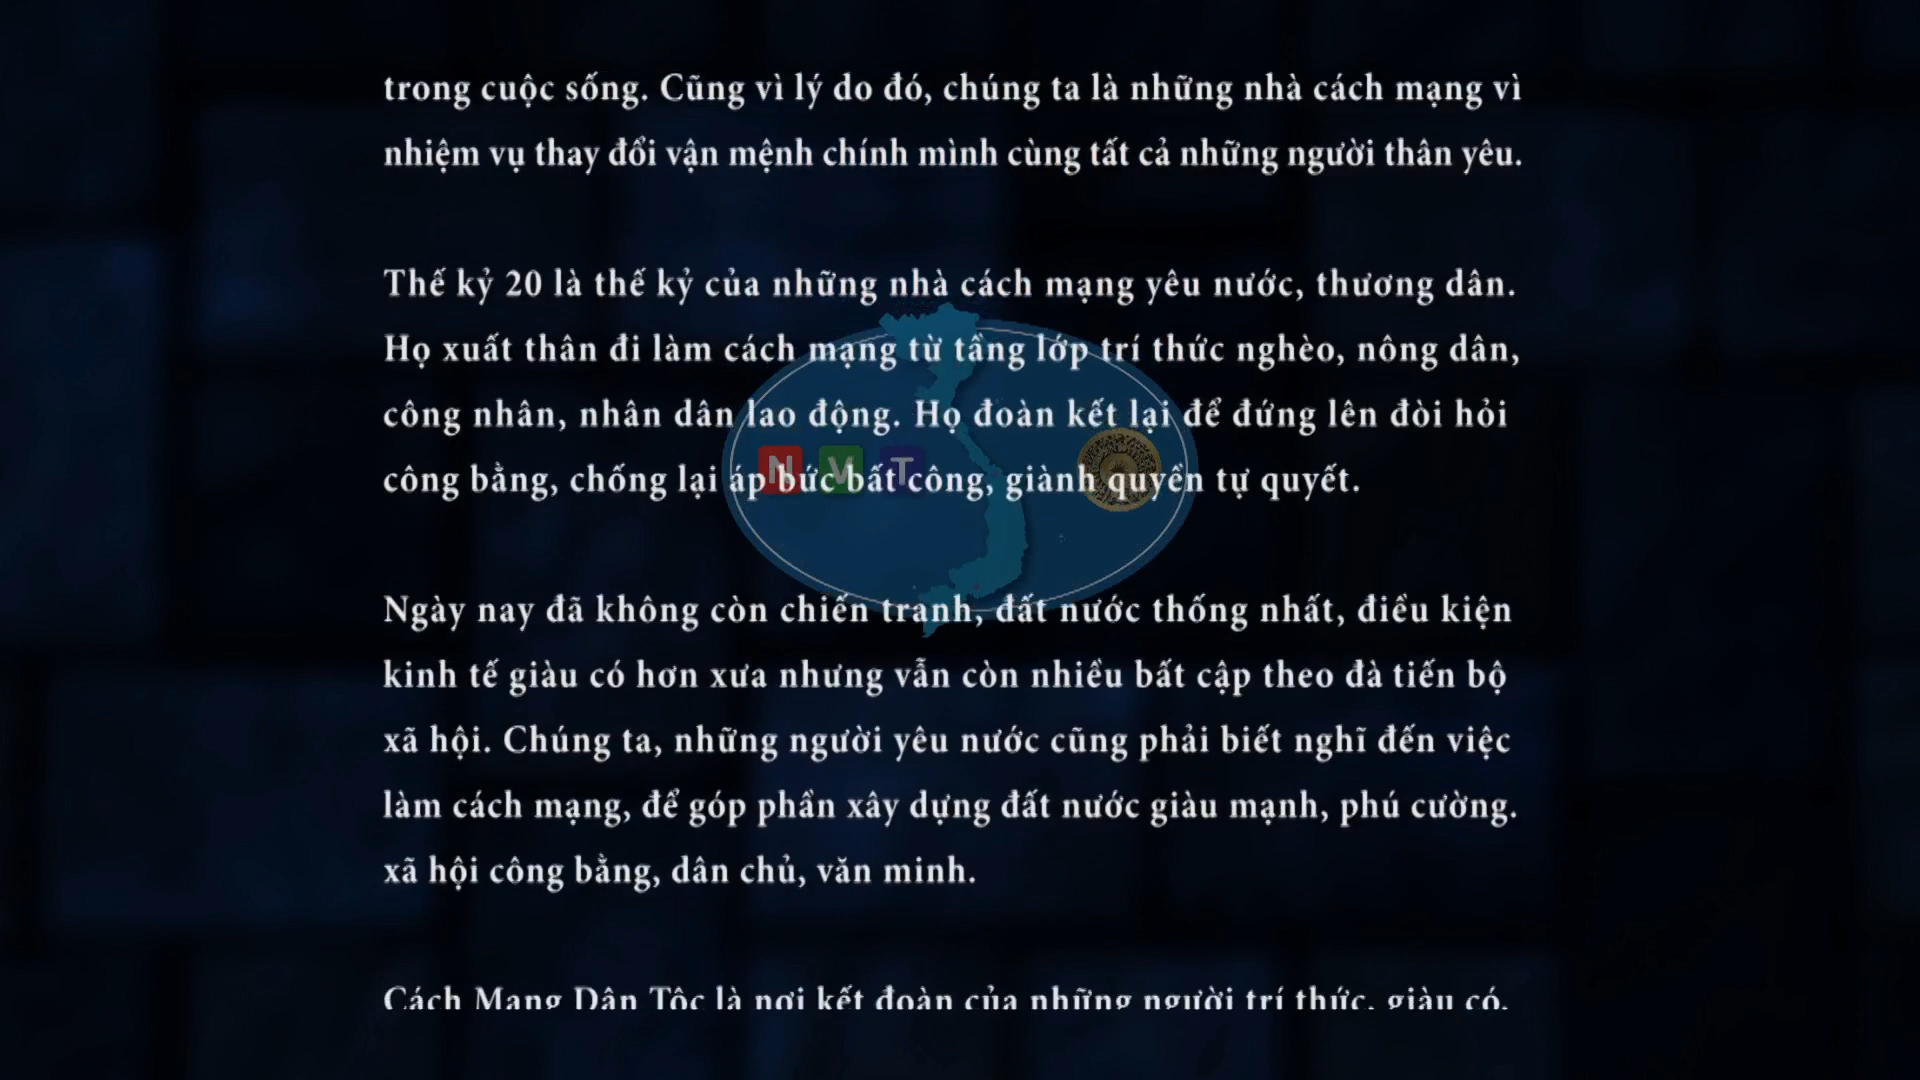 trong cuộc sống. Cũng vì lý do đó, chúng ta là những nhà cách mạng vì
nhiệm vụ thay đổi vận mệnh chính mình cùng tất cả những người thân yêu.
Thế kỷ 20 là thế kỷ của những nhà cách mạng yêu nước, thương dân.
Họ xuất thân đi làm cách mạng từ tầng lớp trí thức nghèo, nông dân,
công nhân, nhân dân lao động. Họ đoàn kết lại để đứng lên đòi hỏi
công bằng, chống lại áp bức bất công, giành quyền tự quyết.
N V T
Ngày nay đã không còn chiến tranh, đất nước thống nhất, điều kiện
kinh tế giàu có hơn xưa nhưng vẫn còn nhiều bất cập theo đà tiến bộ
xã hội. Chúng ta, những người yêu nước cũng phải biết nghĩ đến việc
làm cách mạng, để góp phần xây dựng đất nước giàu mạnh, phú cường.
xã hội công bằng, dân chủ, văn minh.
Cách Mạng Dân Tộc là nơi kết đoàn của những người trí thức, giàu có,